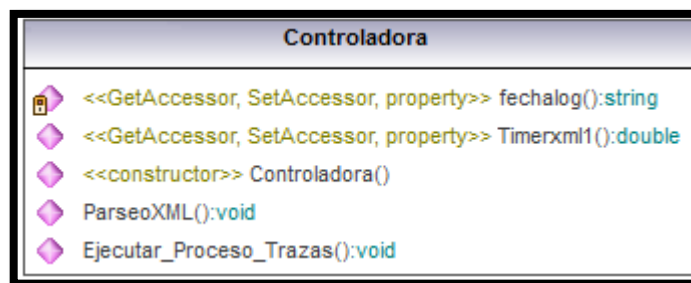 Controladora
<<GetAccessor, SetAccessor, property>> fechalog():string
<<GetAccessor, SetAccessor, property>> Timerxml1():double
<<constructor>> Controladora()
ParseoXML():void
Ejecutar_Proceso_Trazas():void